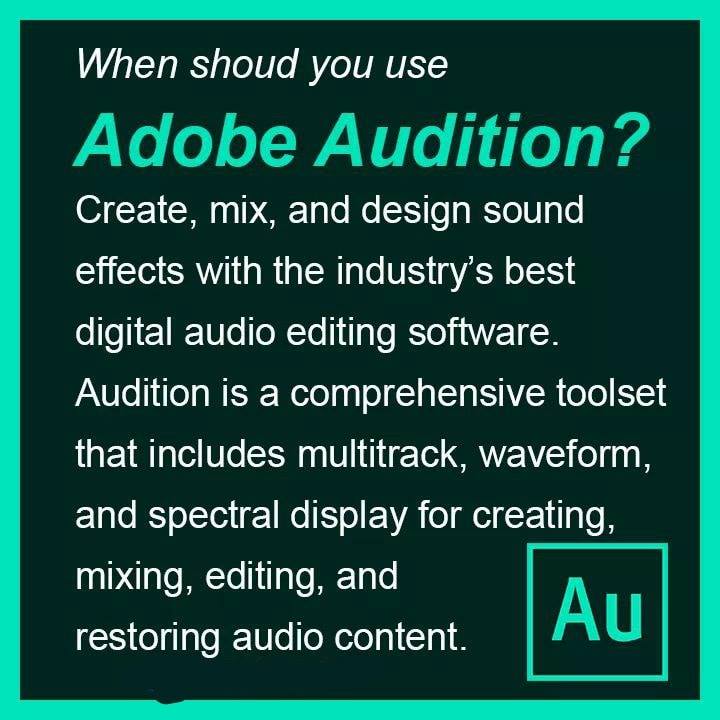 When shoud you use
Adobe Audition?
Create, mix, and design sound
effects with the industry’s best
digital audio editing software.
Audition is a comprehensive toolset
that includes multitrack, waveform,
and spectral display for creating,
mixing, editing, and
restoring audio content.
Au